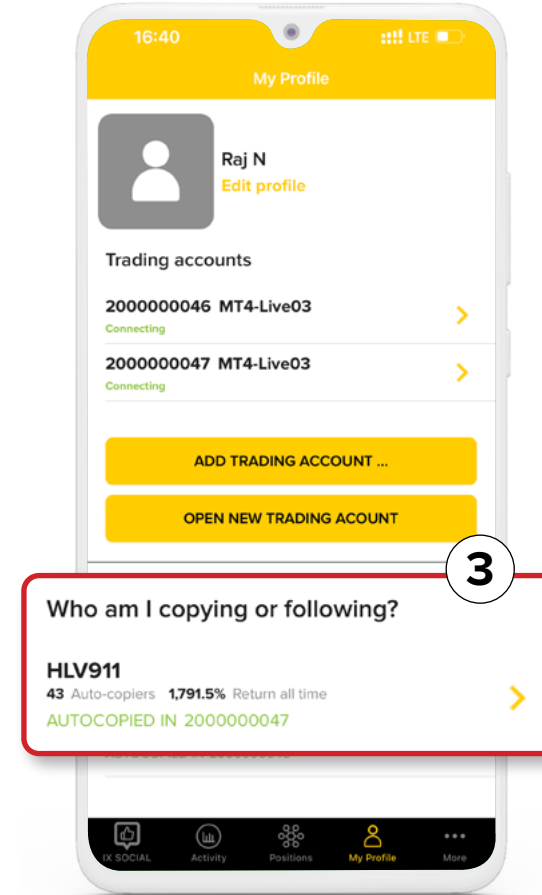 16:40 LTE
My Profile
Raj N
Edit profile
Trading accounts
2000000046 MT4-Live03
Connecting
2000000047 MT4-Live03
Connecting
ADD TRADING ACCOUNT ...
OPEN NEW TRADING ACOUNT
3
Who am I copying or following?
HLV911
43 Auto-copiers 1,791.5% Return all time
AUTOCOPIED IN 2000000047
IX SOCIAL Activity Positions My Profile More